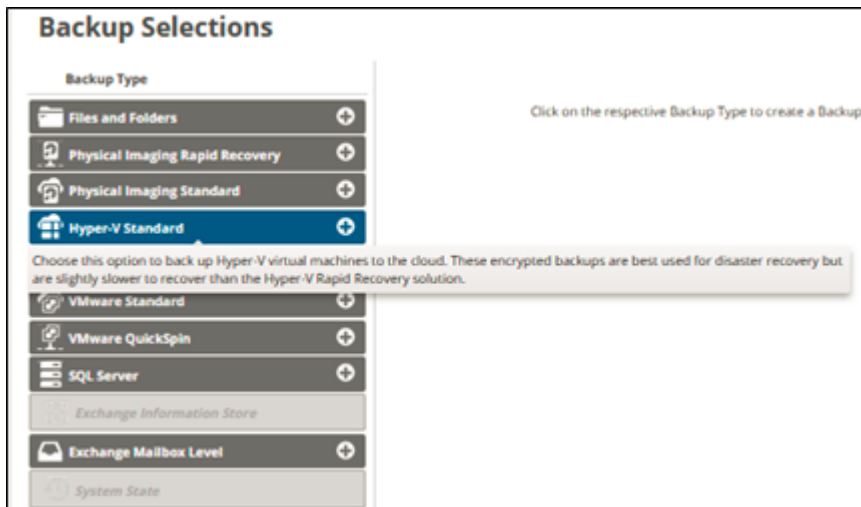 Backup Selections
Backup Type
Click on the respective Backup Type to create a Backup
Files and Folders
Physical Imaging Rapid Recovery
Physical Imaging Standard
Hyper-V Standard
Choose this option to back up Hyper-V virtual machines to the cloud. These encrypted backups are best used for disaster recovery but
are slightly slower to recover than the Hyper-V Rapid Recovery solution.
VMware Standard
VMware QuickSpin
SQL Server
Exchange Information Store
Exchange Mailbox Level
System State